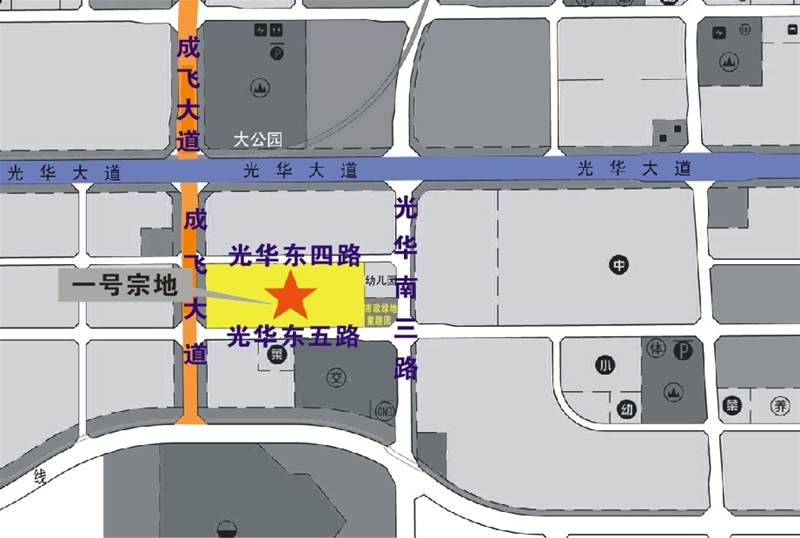 成飞大道
P
大公园
光华大道
光华大道
光华大道
成飞大道
光华南三路
光华东四路
一号宗地
幼儿园
市政绿地
童趣园
中
光华东五路
菜
交
CNG
小
体
P
幼
菜
养
线
体